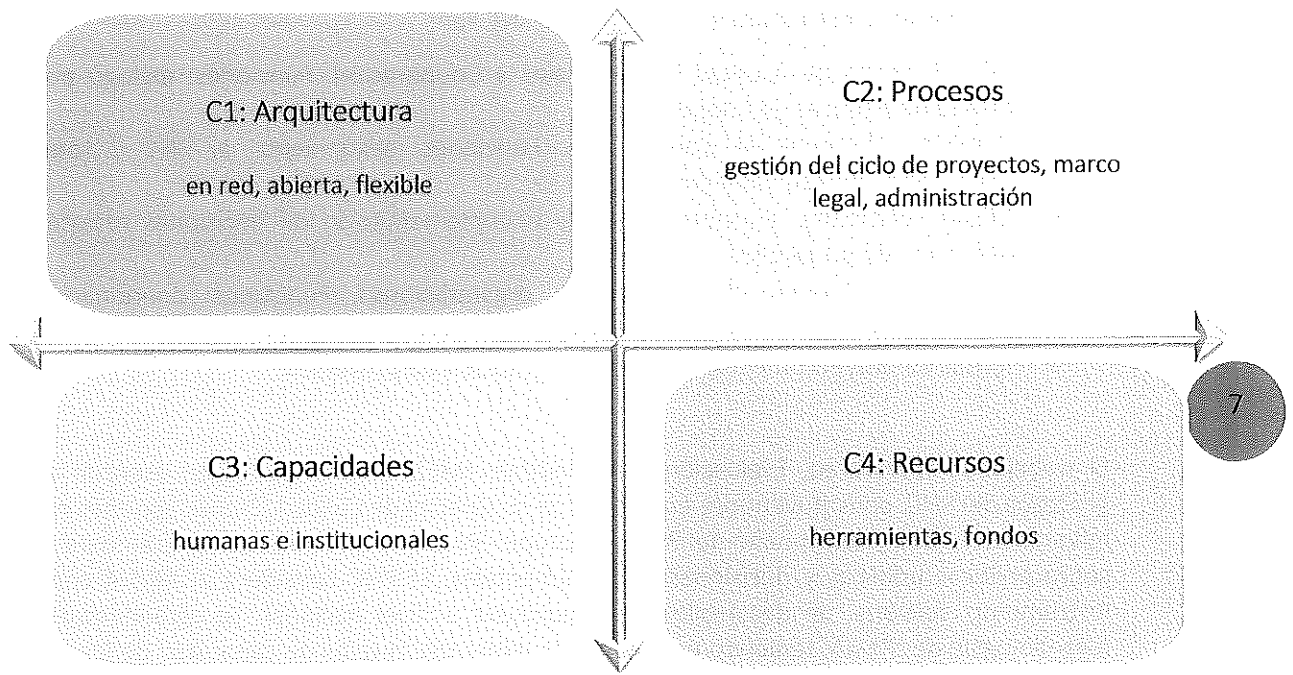 C1: Arquitectura
en red, abierta, flexible
C2: Procesos
gestión del ciclo de proyectos, marco
legal, administración
7
C3: Capacidades
humanas e institucionales
C4: Recursos
herramientas, fondos